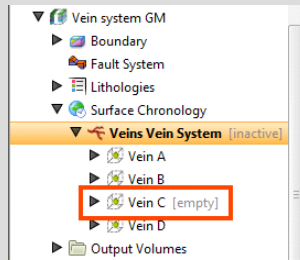 Vein system GM
Boundary
Fault System
Lithologies
Surface Chronology
Veins Vein System [inactive]
Vein A
Vein B
Vein C [empty]
Vein D
Output Volumes